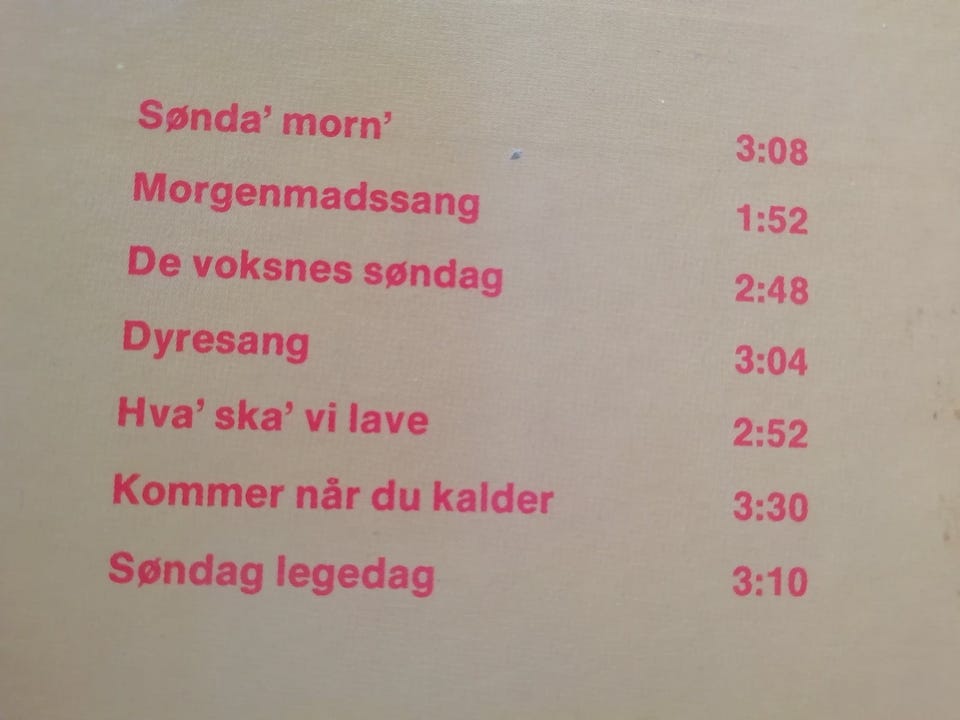 Sønda' morn' 3:08
Morgenmadssang 1:52
De voksnes søndag 2:48
Dyresang 3:04
Hva' ska' vi lave 2:52
Kommer når du kalder 3:30
Søndag legedag 3:10